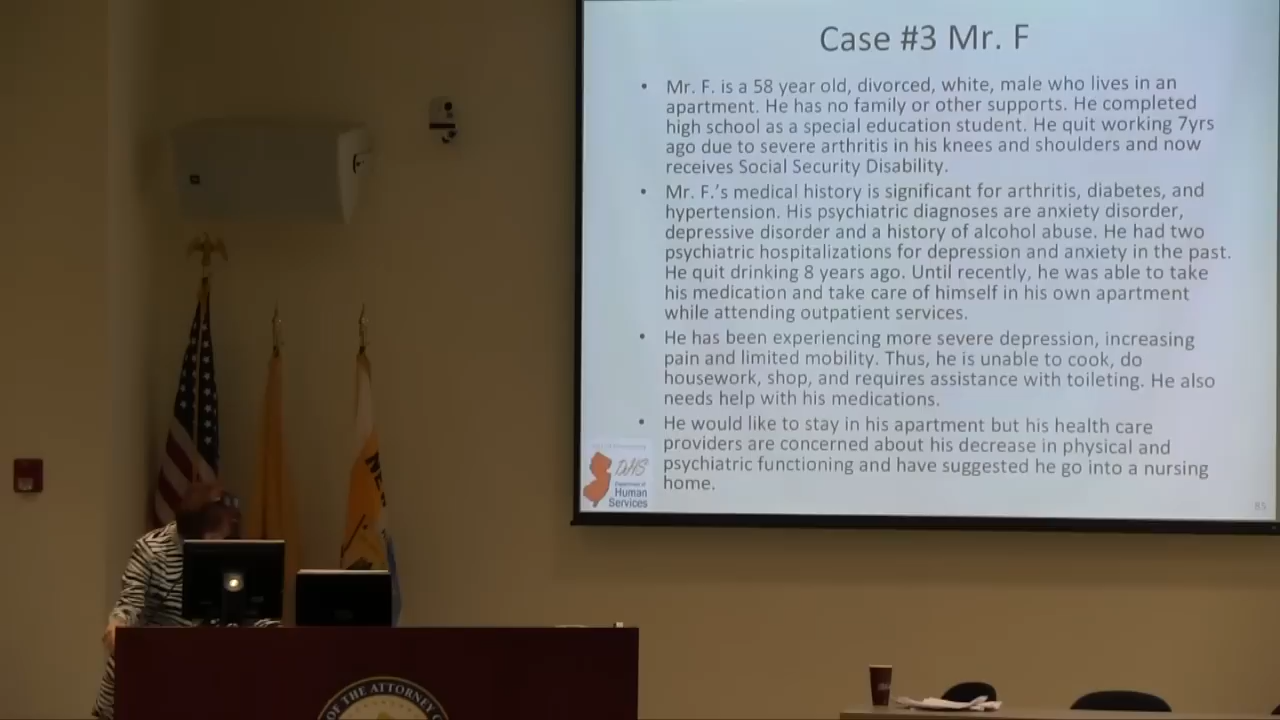 Case #3 Mr. F
• Mr. F. is a 58 year old, divorced, white, male who lives in an
apartment. He has no family or other supports. He completed
high school as a special education student. He quit working 7yrs
ago due to severe arthritis in his knees and shoulders and now
receives Social Security Disability.
• Mr. F.'s medical history is significant for arthritis, diabetes, and
hypertension. His psychiatric diagnoses are anxiety disorder,
depressive disorder and a history of alcohol abuse. He had two
psychiatric hospitalizations for depression and anxiety in the past.
He quit drinking 8 years ago. Until recently, he was able to take
his medication and take care of himself in his own apartment
while attending outpatient services.
• He has been experiencing more severe depression, increasing
pain and limited mobility. Thus, he is unable to cook, do
housework, shop, and requires assistance with toileting. He also
needs help with his medications.
• He would like to stay in his apartment but his health care
providers are concerned about his decrease in physical and
psychiatric functioning and have suggested he go into a nursing
home.
DHS
Department of
Human
Services
85
NE
OF THE ATTORNEY